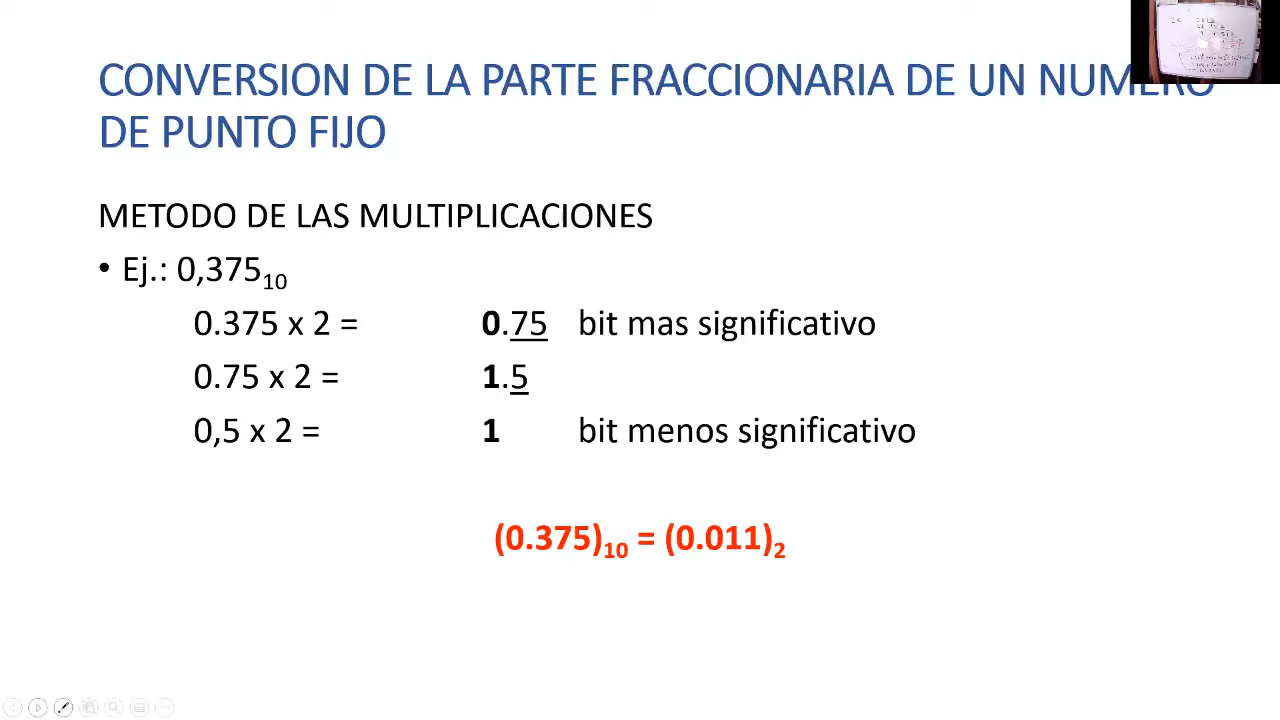 CONVERSION DE LA PARTE FRACCIONARIA DE UN NUMERO
DE PUNTO FIJO
METODO DE LAS MULTIPLICACIONES
• Ej.: 0,375₁₀
0.375 x 2 = 0.75 bit mas significativo
0.75 x 2 = 1.5
0,5 x 2 = 1 bit menos significativo
(0.375)₁₀ = (0.011)₂